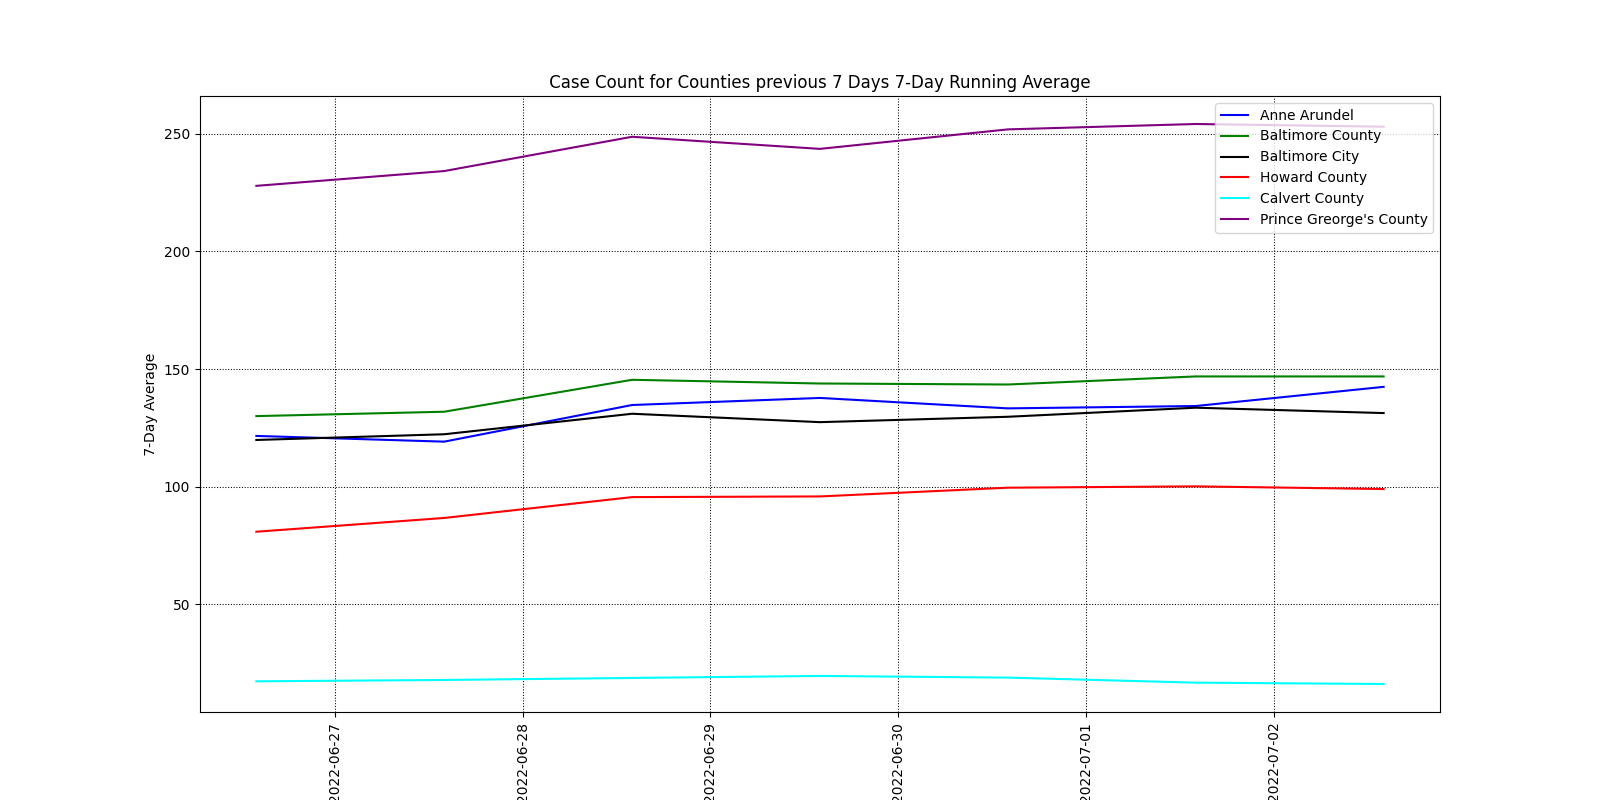 Case Count for Counties previous 7 Days 7-Day Running Average
250
200
150
100
50
7-Day Average
Anne Arundel
Baltimore County
Baltimore City
Howard County
Calvert County
Prince Greorge's County
2022-06-27
2022-06-28
2022-06-29
2022-06-30
2022-07-01
2022-07-02